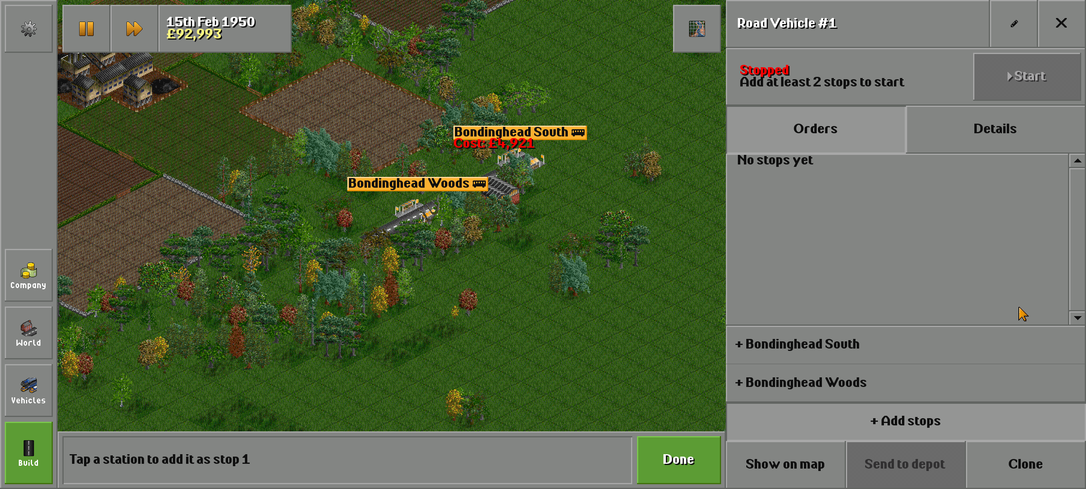 15th Feb 1950
£92,993
Bondinghead South
Cost: £4,921
Bondinghead Woods
Company
World
Vehicles
Build
Tap a station to add it as stop 1
Done
Road Vehicle #1
Stopped
Add at least 2 stops to start
Start
Orders
Details
No stops yet
+ Bondinghead South
+ Bondinghead Woods
+ Add stops
Show on map
Send to depot
Clone